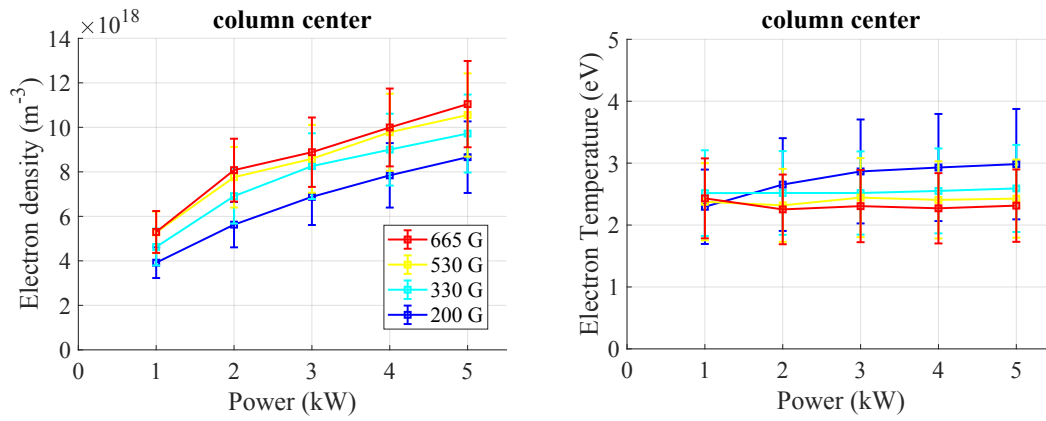 column center
×10^18
14
12
10
8
6
4
2
0
0 1 2 3 4 5
Electron density (m^-3)
Power (kW)
665 G
530 G
330 G
200 G
column center
5
4
3
2
1
0
0 1 2 3 4 5
Electron Temperature (eV)
Power (kW)